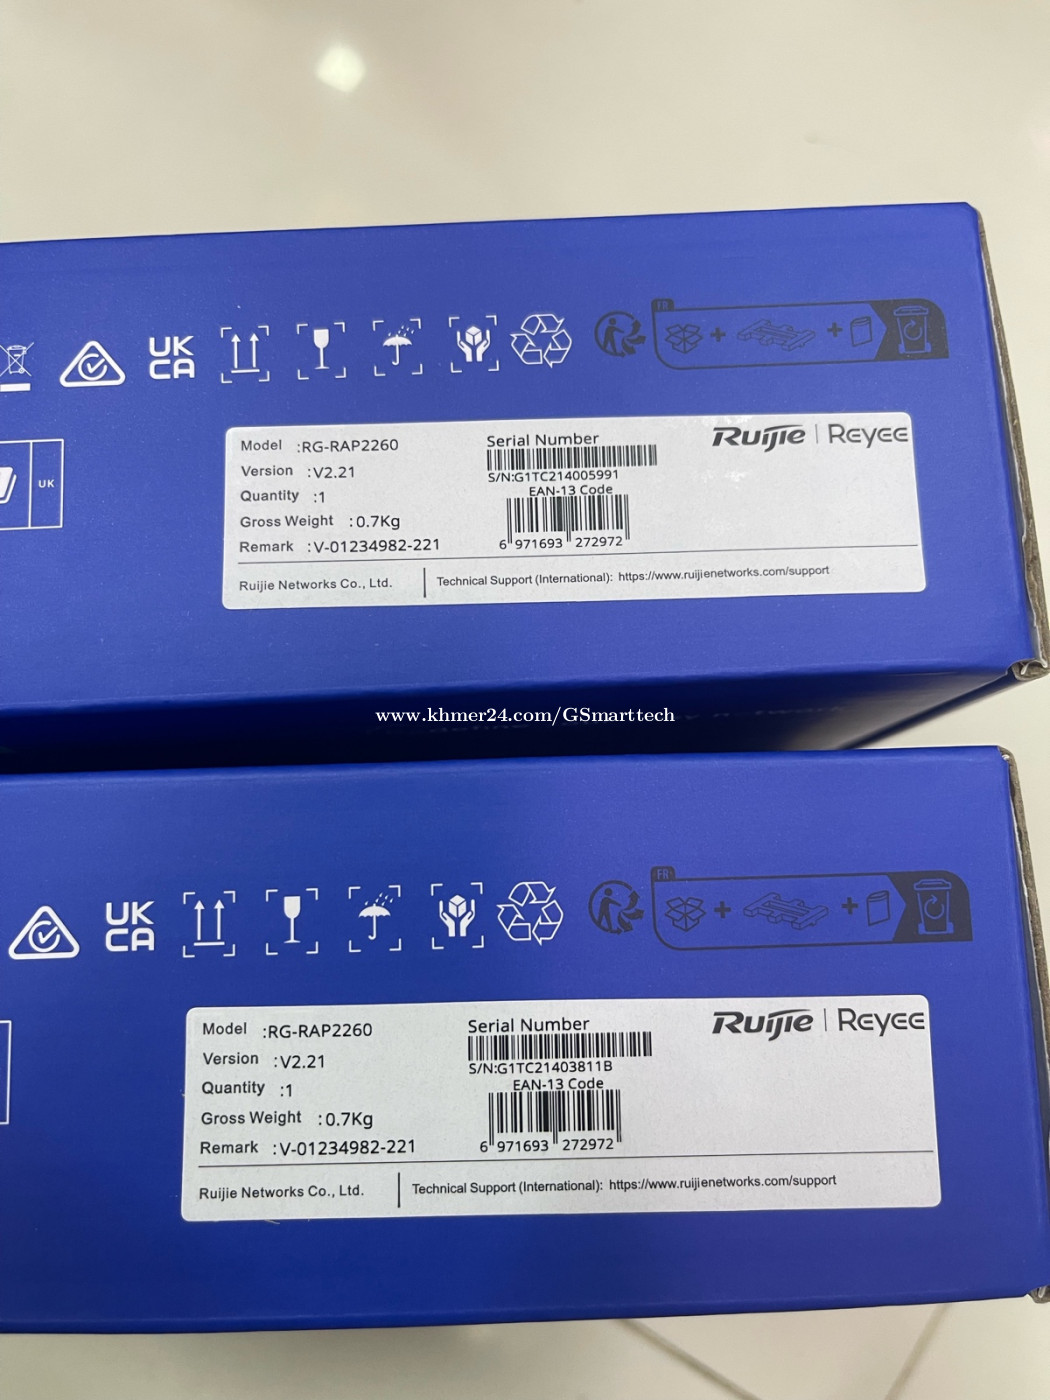 FR
UK
CA
UK
Model :RG-RAP2260
Version :V2.21
Quantity :1
Gross Weight :0.7Kg
Remark :V-01234982-221
Serial Number
S/N:G1TC214005991
EAN-13 Code
6 971693 272972
Ruijie | Reyee
Ruijie Networks Co., Ltd.
Technical Support (International): https://www.ruijienetworks.com/support
www.khmer24.com/GSmarttech
FR
UK
CA
Model :RG-RAP2260
Version :V2.21
Quantity :1
Gross Weight :0.7Kg
Remark :V-01234982-221
Serial Number
S/N:G1TC21403811B
EAN-13 Code
6 971693 272972
Ruijie | Reyee
Ruijie Networks Co., Ltd.
Technical Support (International): https://www.ruijienetworks.com/support